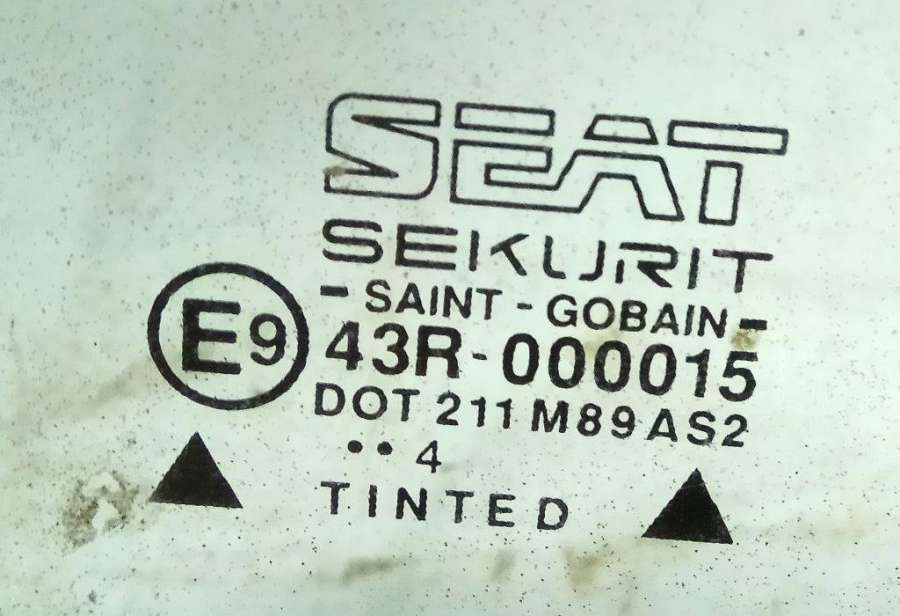 SEAT
SEKURIT
- SAINT - GOBAIN -
E9
43R-000015
DOT 211 M89 AS2
•• 4
TINTED